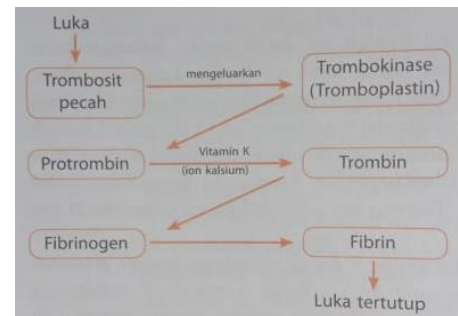 Luka
Trombosit
pecah
mengeluarkan
Trombokinase
(Tromboplastin)
Protrombin
Vitamin K
(ion kalsium)
Trombin
Fibrinogen
Fibrin
Luka tertutup